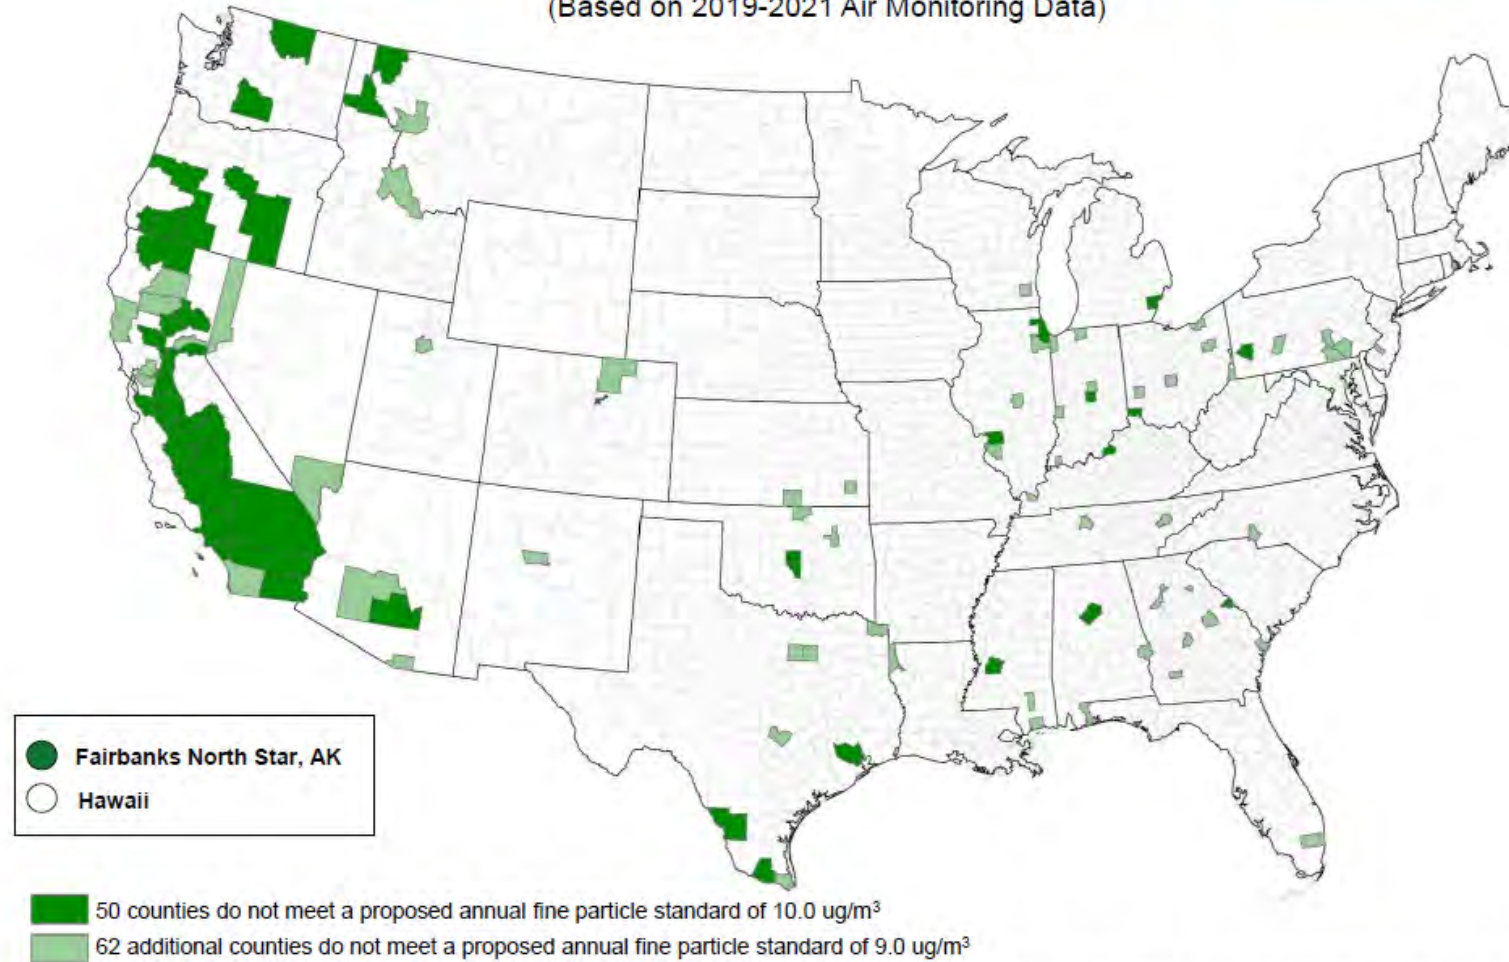 (Based on 2019-2021 Air Monitoring Data)
Fairbanks North Star, AK
Hawaii
50 counties do not meet a proposed annual fine particle standard of 10.0 ug/m³
62 additional counties do not meet a proposed annual fine particle standard of 9.0 ug/m³